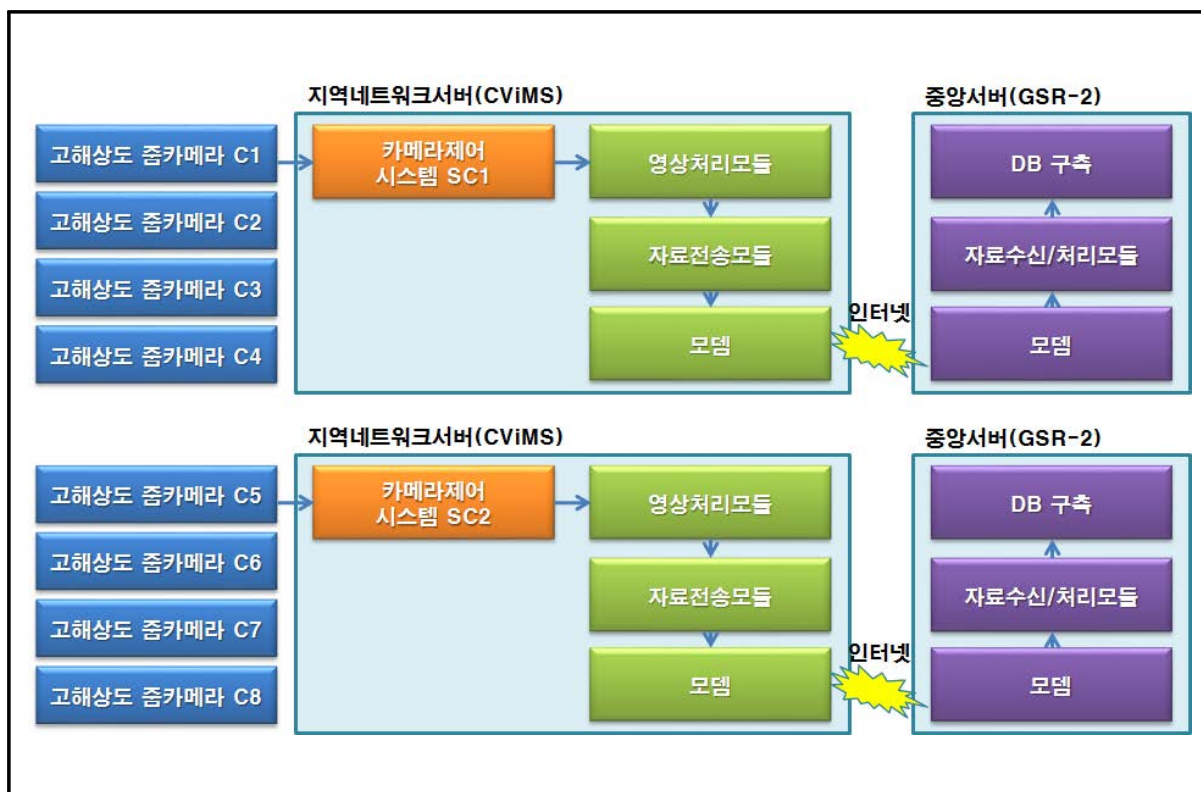 지역네트워크서버(CViMS)
중앙서버(GSR-2)
고해상도 줌카메라 C1
고해상도 줌카메라 C2
고해상도 줌카메라 C3
고해상도 줌카메라 C4
카메라제어
시스템 SC1
영상처리모듈
자료전송모듈
모뎀
인터넷
DB 구축
자료수신/처리모듈
모뎀
지역네트워크서버(CViMS)
중앙서버(GSR-2)
고해상도 줌카메라 C5
고해상도 줌카메라 C6
고해상도 줌카메라 C7
고해상도 줌카메라 C8
카메라제어
시스템 SC2
영상처리모듈
자료전송모듈
모뎀
인터넷
DB 구축
자료수신/처리모듈
모뎀